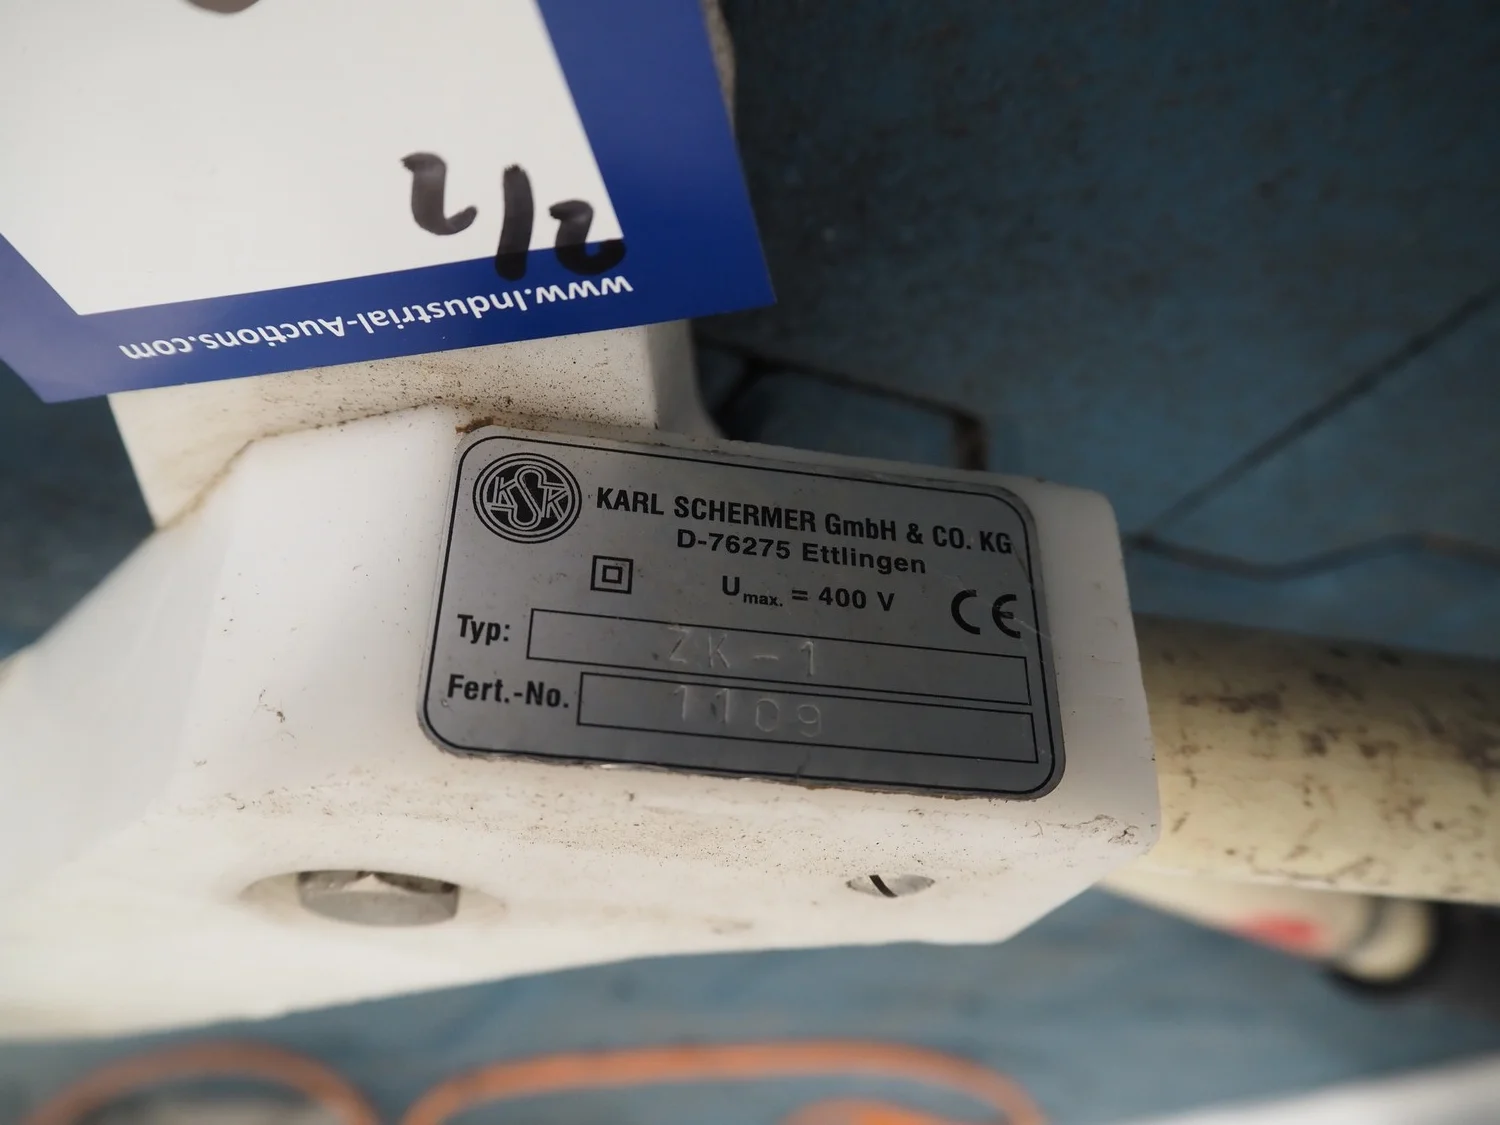 2/2
www.Industrial-Auctions.com
KSK
KARL SCHERMER GmbH & CO. KG
D-76275 Ettlingen
Umax. = 400 V
CE
Typ: ZK-1
Fert.-No. 1109